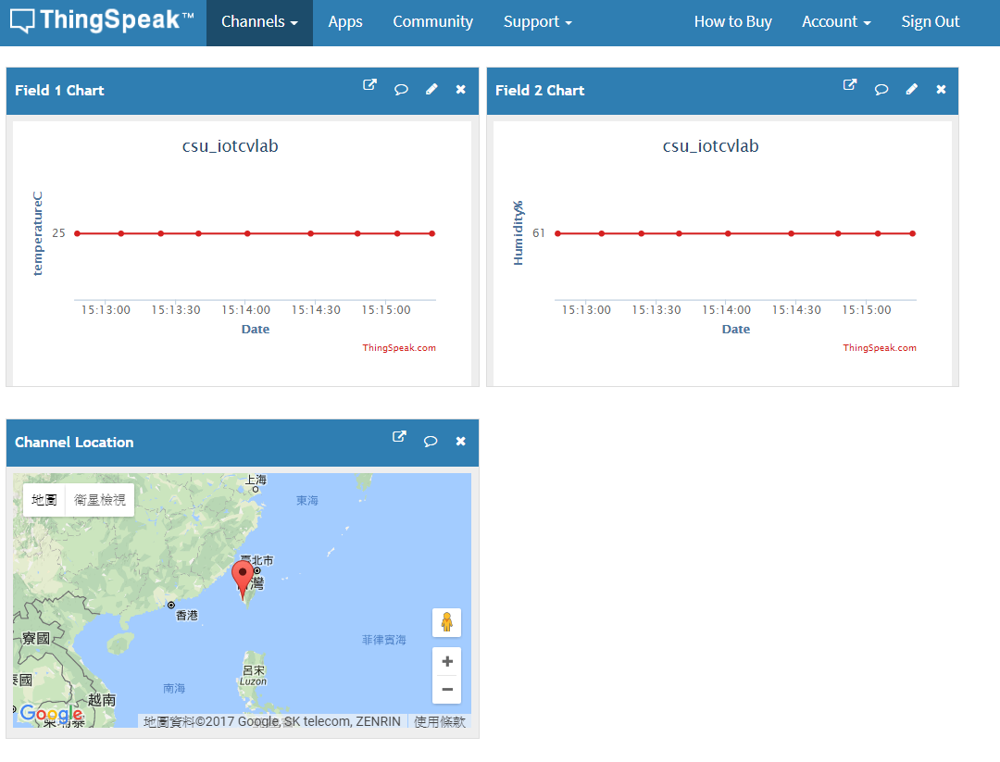 ThingSpeak™ Channels Apps Community Support How to Buy Account Sign Out
Field 1 Chart
csu_iotcvlab
temperatureC
25
15:13:00 15:13:30 15:14:00 15:14:30 15:15:00
Date
ThingSpeak.com
Field 2 Chart
csu_iotcvlab
Humidity%
61
15:13:00 15:13:30 15:14:00 15:14:30 15:15:00
Date
ThingSpeak.com
Channel Location
地圖 衛星檢視
上海
東海
臺北市
灣
香港
寮國
菲律賓海
呂宋
Luzon
國
南海
越南
Google
地圖資料©2017 Google, SK telecom, ZENRIN 使用條款